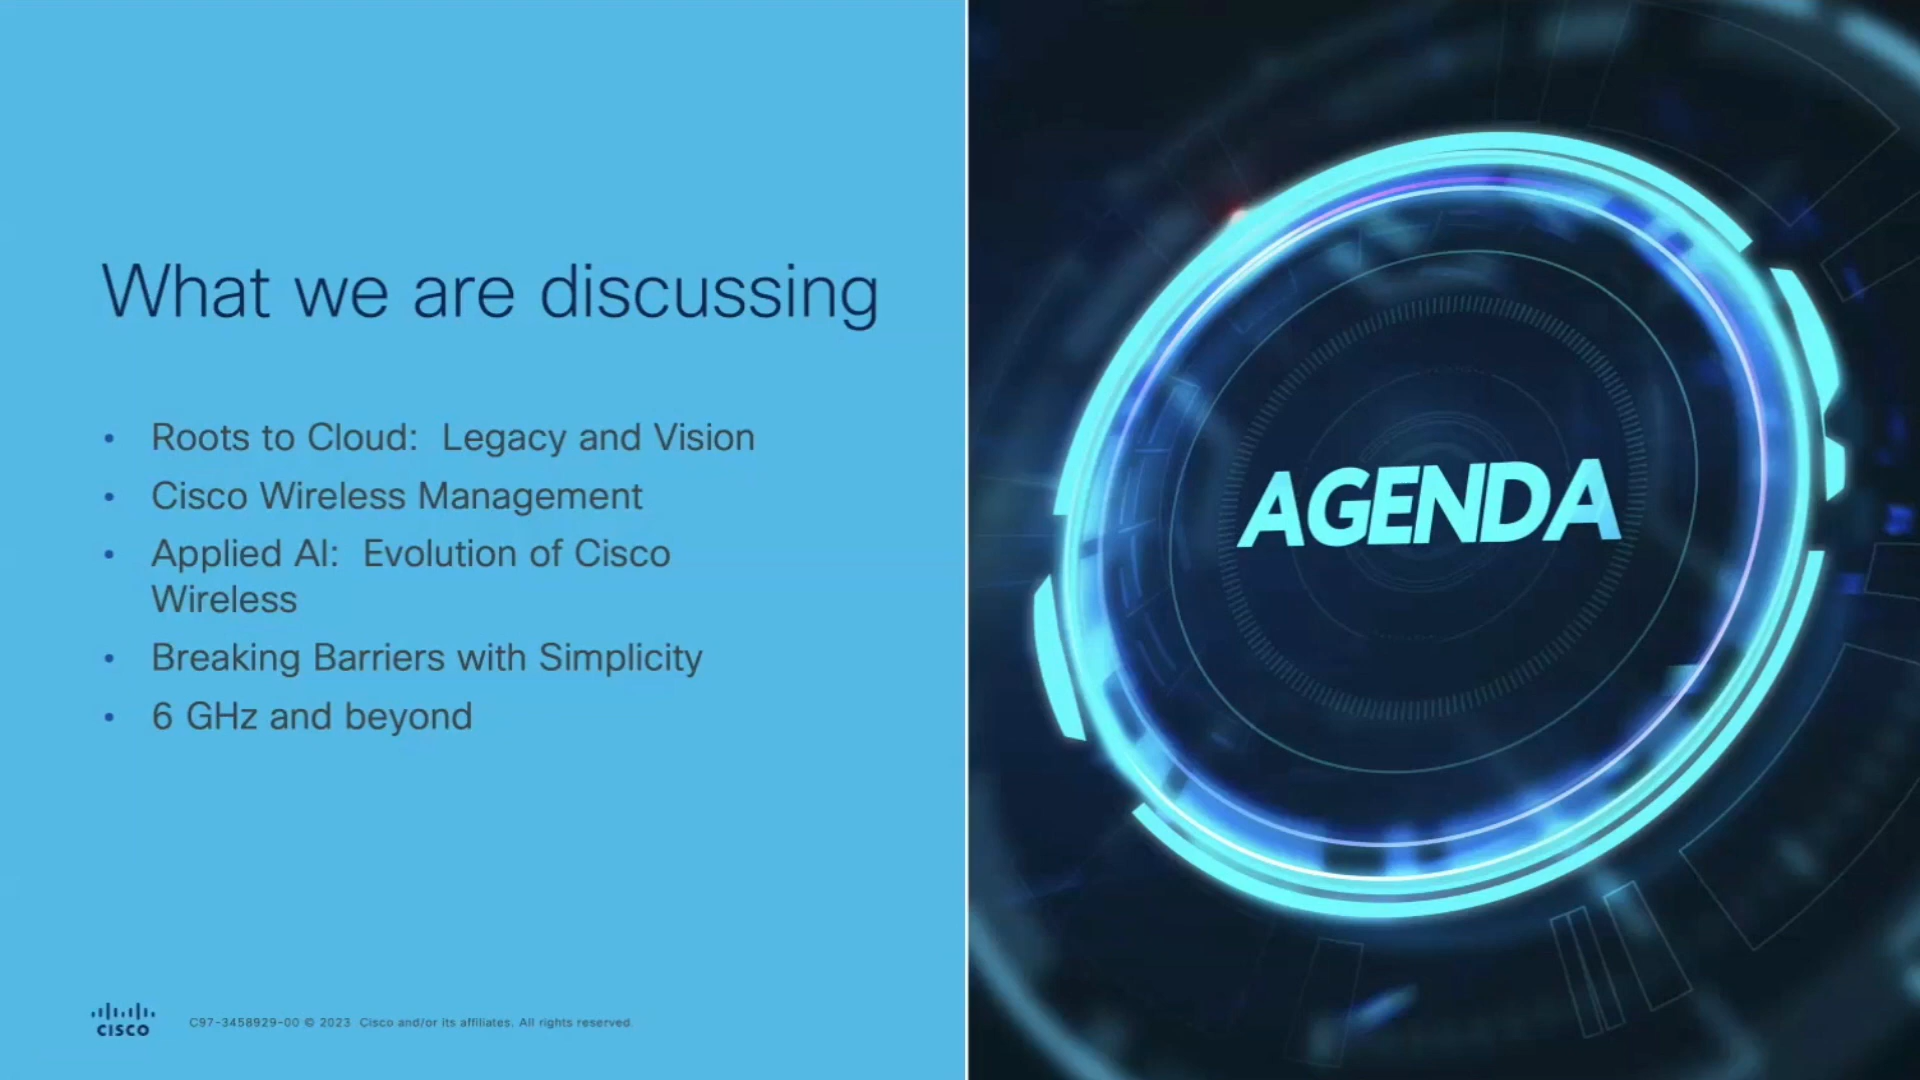 What we are discussing
• Roots to Cloud:  Legacy and Vision
• Cisco Wireless Management
• Applied AI:  Evolution of Cisco
Wireless
• Breaking Barriers with Simplicity
• 6 GHz and beyond
AGENDA
CISCO
C97-3458929-00 © 2023  Cisco and/or its affiliates. All rights reserved.